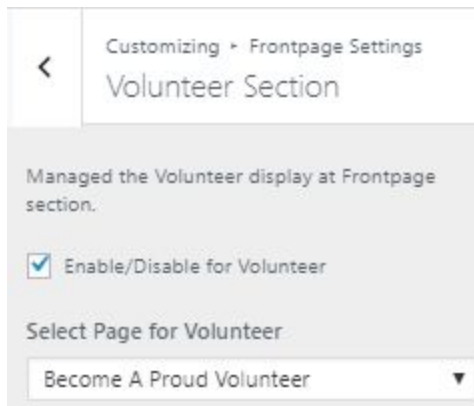 Customizing ▸ Frontpage Settings
Volunteer Section
Managed the Volunteer display at Frontpage
section.
Enable/Disable for Volunteer
Select Page for Volunteer
Become A Proud Volunteer